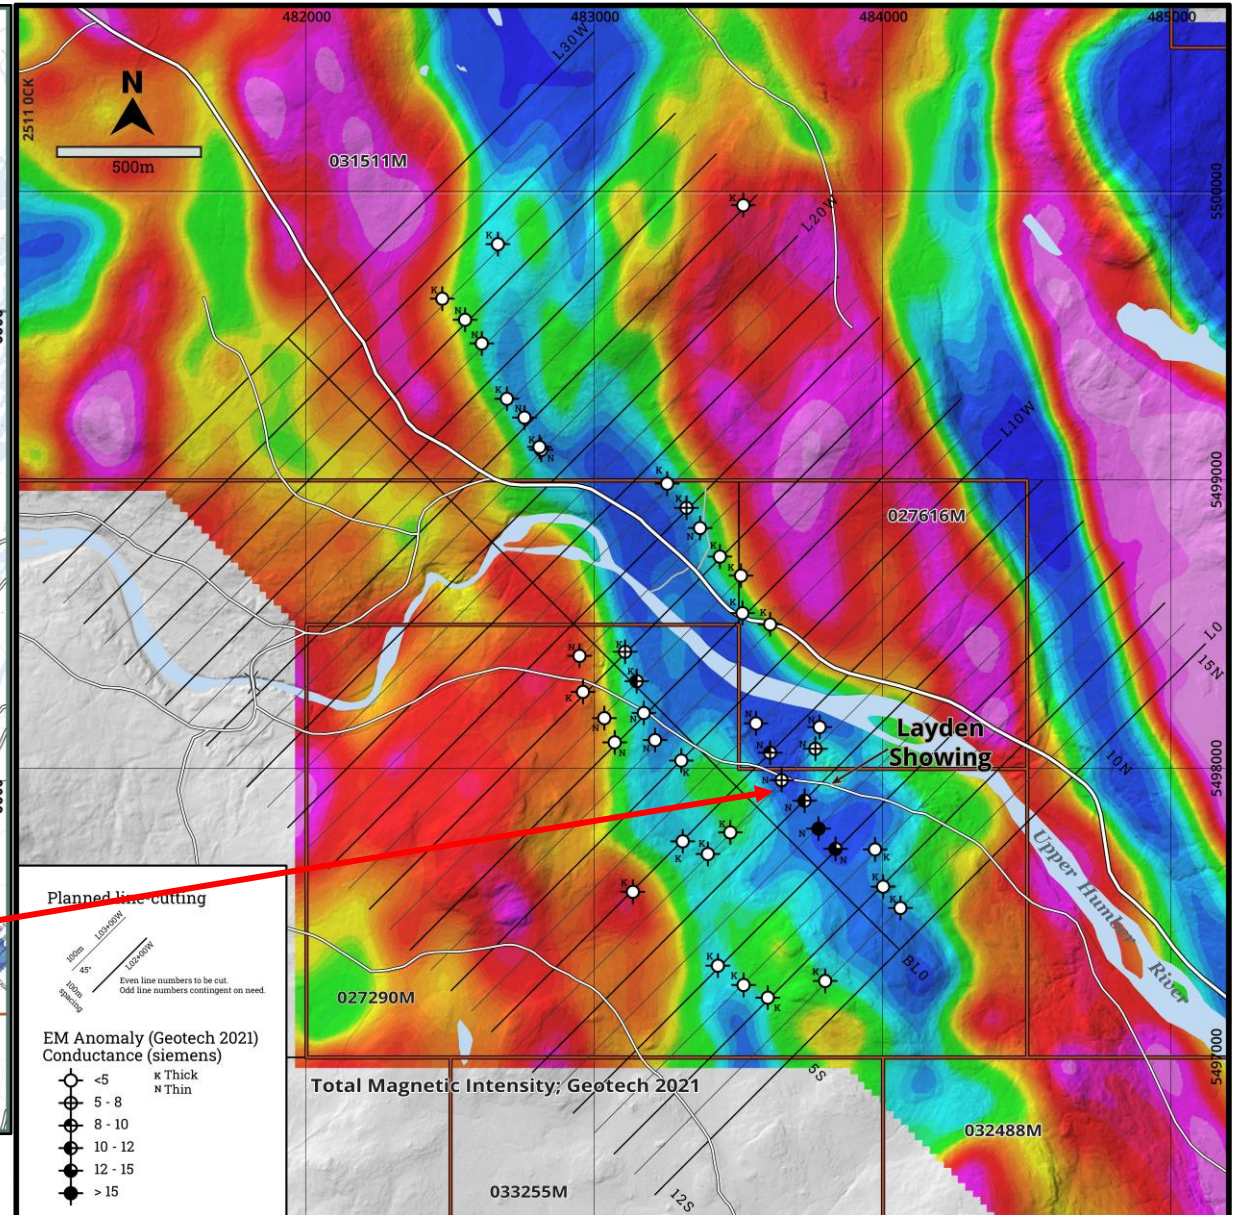 482000
483000
484000
485000
N
500m
2511 0CK
031511M
L30W
L20W
L10W
L0
15N
10N
5500000
5499000
5498000
5497000
027616M
Layden
Showing
Upper Humber
River
BL0
5S
12S
027290M
Total Magnetic Intensity; Geotech 2021
032488M
033255M
Planned line-cutting
L03+00W
100m
45°
L02+00W
100m
spacing
Even line numbers to be cut.
Odd line numbers contingent on need.
EM Anomaly (Geotech 2021)
Conductance (siemens)
<5
K Thick
5 - 8
N Thin
8 - 10
10 - 12
12 - 15
> 15